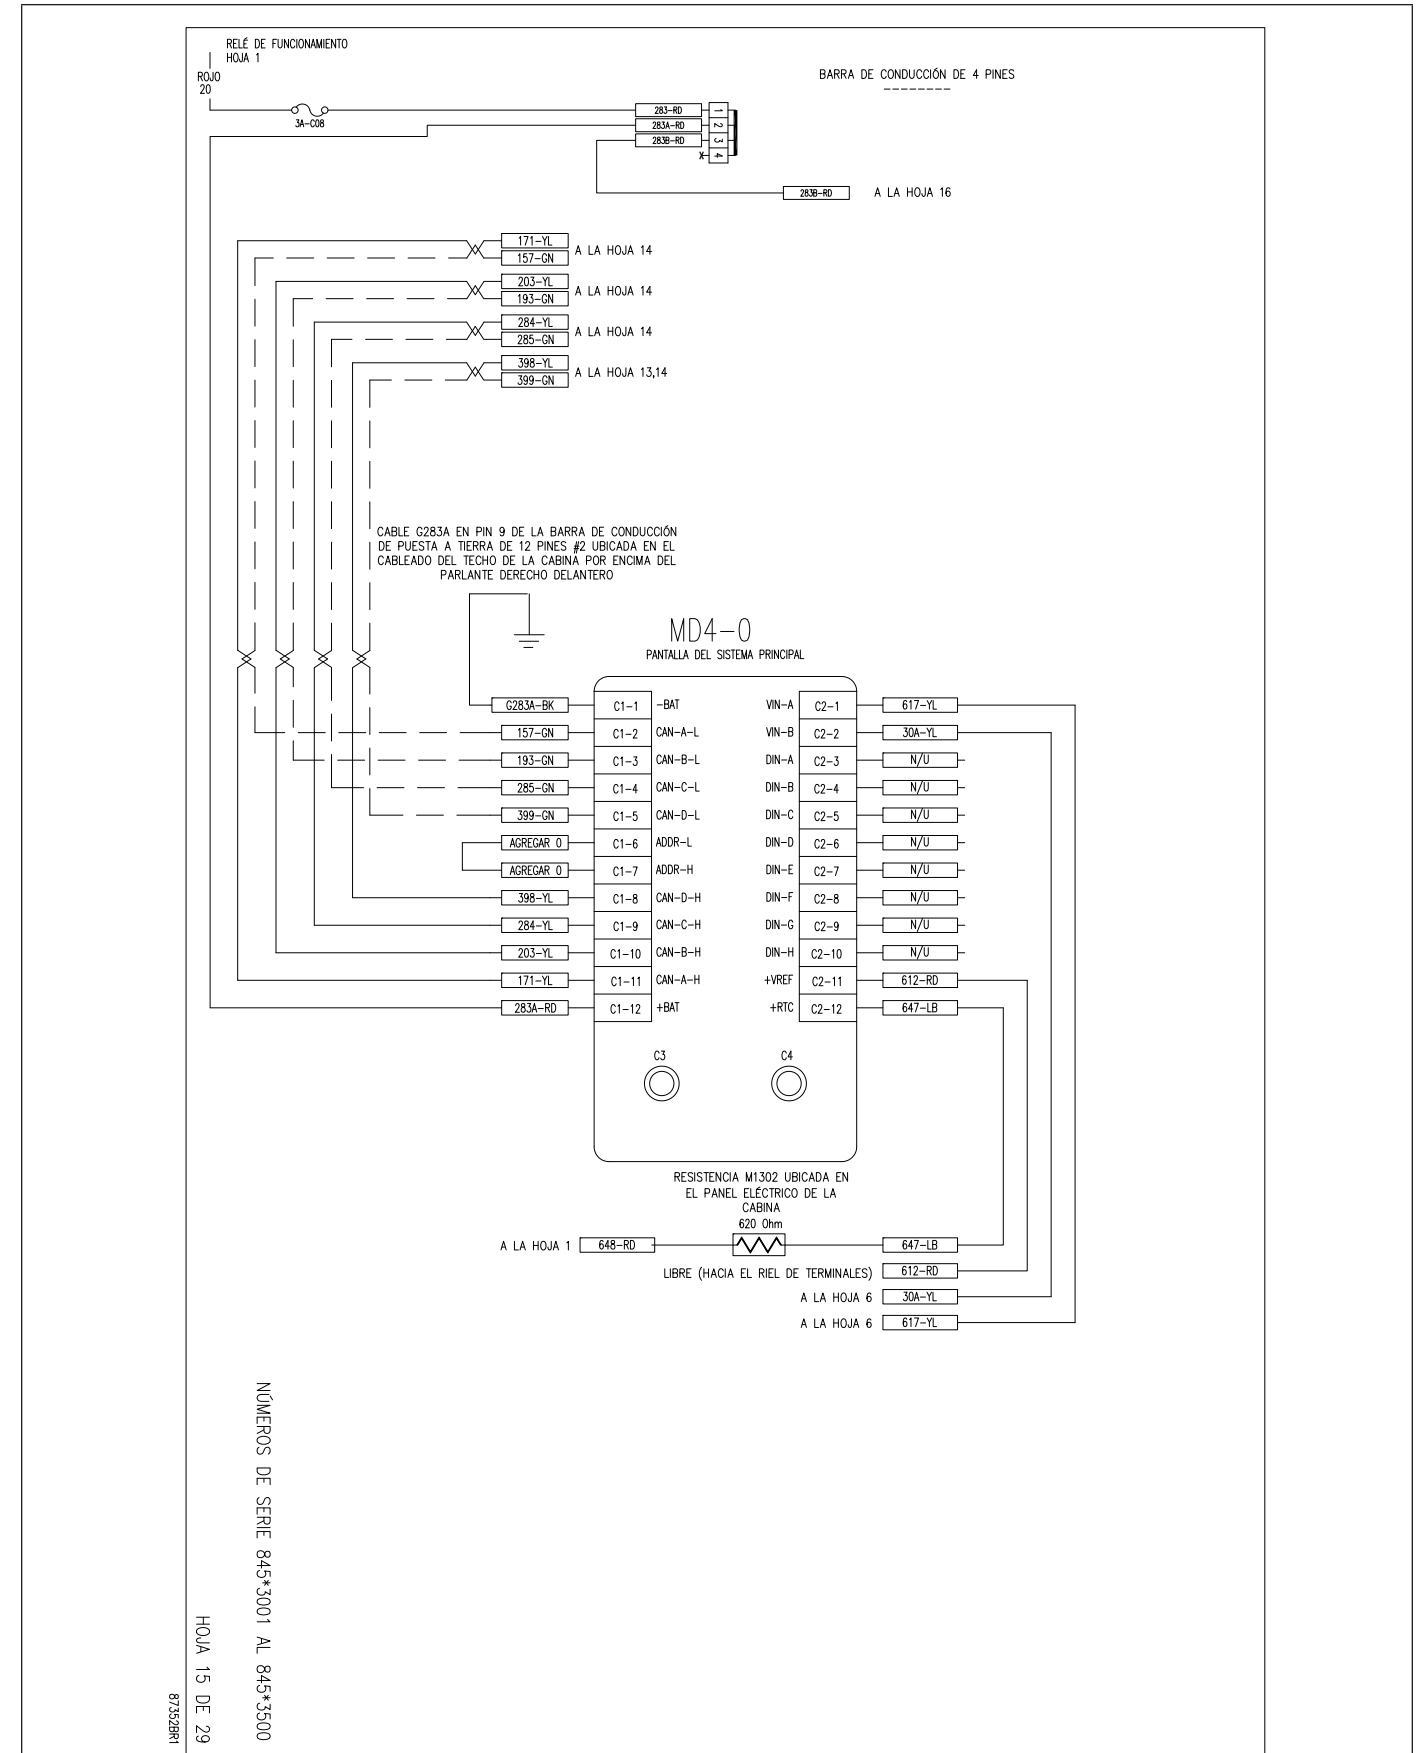 RELÉ DE FUNCIONAMIENTO
HOJA 1
ROJO
20
3A-C08
BARRA DE CONDUCCIÓN DE 4 PINES
283-RD 1
283A-RD 2
283B-RD 3
X 4
283B-RD A LA HOJA 16
171-YL
157-GN
A LA HOJA 14
203-YL
193-GN
A LA HOJA 14
284-YL
285-GN
A LA HOJA 14
398-YL
399-GN
A LA HOJA 13,14
CABLE G283A EN PIN 9 DE LA BARRA DE CONDUCCIÓN
DE PUESTA A TIERRA DE 12 PINES #2 UBICADA EN EL
CABLEADO DEL TECHO DE LA CABINA POR ENCIMA DEL
PARLANTE DERECHO DELANTERO
MD4-0
PANTALLA DEL SISTEMA PRINCIPAL
G283A-BK C1-1 -BAT VIN-A C2-1 617-YL
157-GN C1-2 CAN-A-L VIN-B C2-2 30A-YL
193-GN C1-3 CAN-B-L DIN-A C2-3 N/U
285-GN C1-4 CAN-C-L DIN-B C2-4 N/U
399-GN C1-5 CAN-D-L DIN-C C2-5 N/U
AGREGAR 0 C1-6 ADDR-L DIN-D C2-6 N/U
AGREGAR 0 C1-7 ADDR-H DIN-E C2-7 N/U
398-YL C1-8 CAN-D-H DIN-F C2-8 N/U
284-YL C1-9 CAN-C-H DIN-G C2-9 N/U
203-YL C1-10 CAN-B-H DIN-H C2-10 N/U
171-YL C1-11 CAN-A-H +VREF C2-11 612-RD
283A-RD C1-12 +BAT +RTC C2-12 647-LB
C3 C4
RESISTENCIA M1302 UBICADA EN
EL PANEL ELÉCTRICO DE LA
CABINA
620 Ohm
A LA HOJA 1 648-RD 647-LB
LIBRE (HACIA EL RIEL DE TERMINALES) 612-RD
A LA HOJA 6 30A-YL
A LA HOJA 6 617-YL
NÚMEROS DE SERIE 845*3001 AL 845*3500
HOJA 15 DE 29
87352BR1